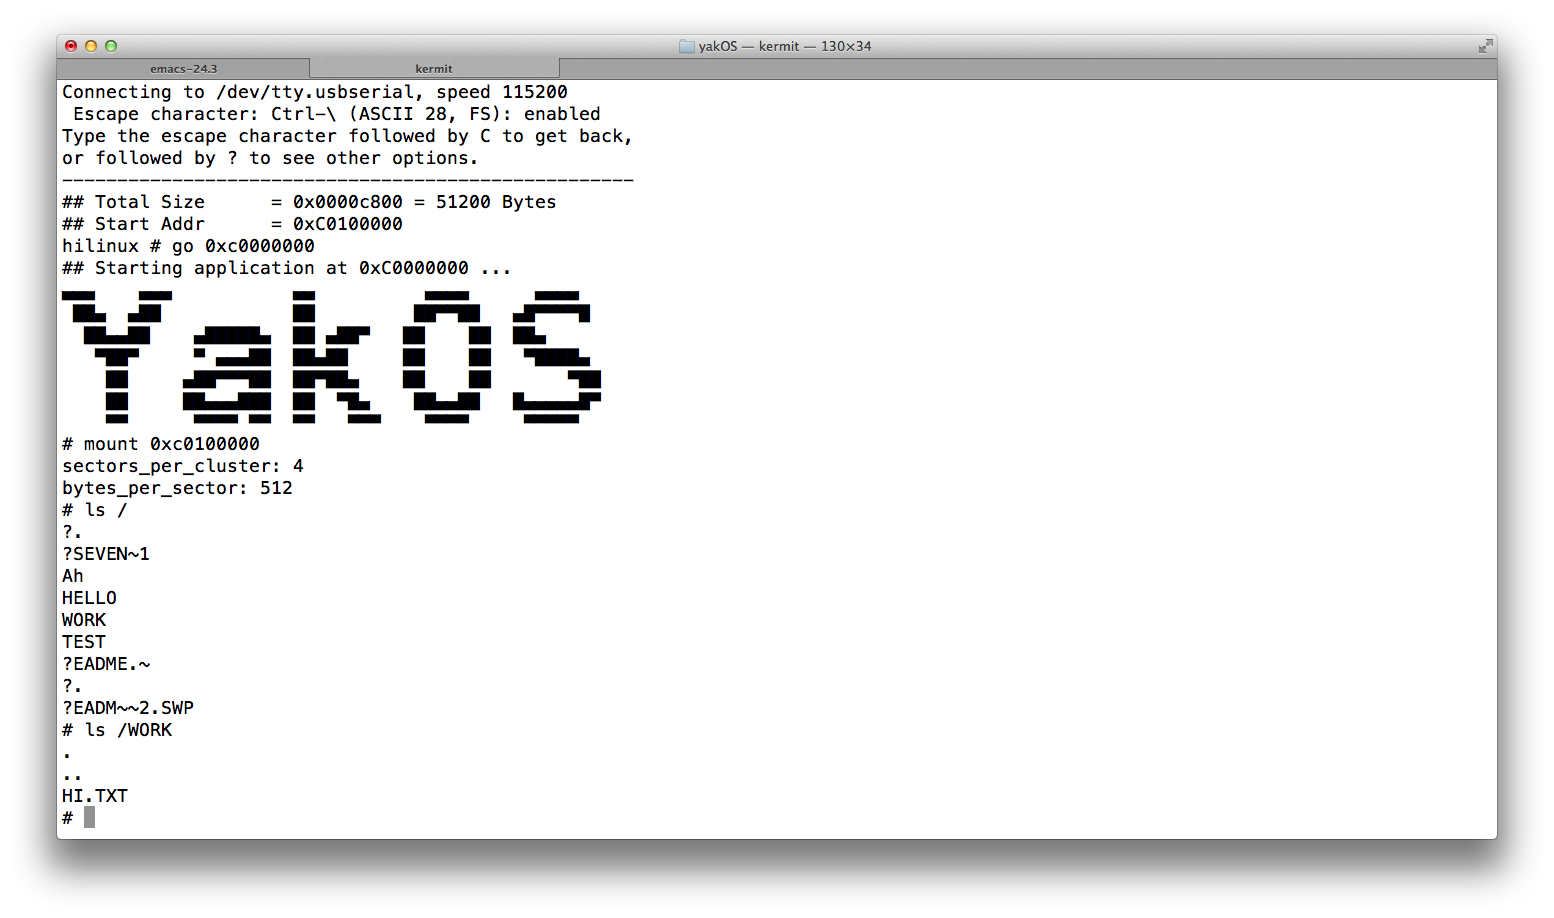 yakOS — kermit — 130×34
emacs-24.3 kermit
Connecting to /dev/tty.usbserial, speed 115200
 Escape character: Ctrl-\ (ASCII 28, FS): enabled
Type the escape character followed by C to get back,
or followed by ? to see other options.
----------------------------------------------------
## Total Size      = 0x0000c800 = 51200 Bytes
## Start Addr      = 0xC0100000
hilinux # go 0xc0000000
## Starting application at 0xC0000000 ...
YakOS
# mount 0xc0100000
sectors_per_cluster: 4
bytes_per_sector: 512
# ls /
?.
?SEVEN~1
Ah
HELLO
WORK
TEST
?EADME.~
?.
?EADM~~2.SWP
# ls /WORK
.
..
HI.TXT
#